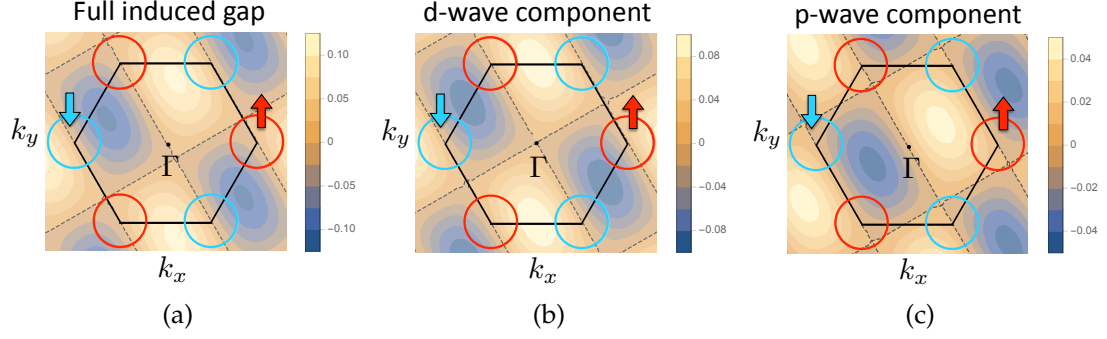 Full induced gap
d-wave component
p-wave component
0.10
0.05
0
−0.05
−0.10
0.08
0.04
0
−0.04
−0.08
0.04
0.02
0
−0.02
−0.04
k_y
Γ
k_x
k_y
Γ
k_x
k_y
Γ
k_x
(a)
(b)
(c)